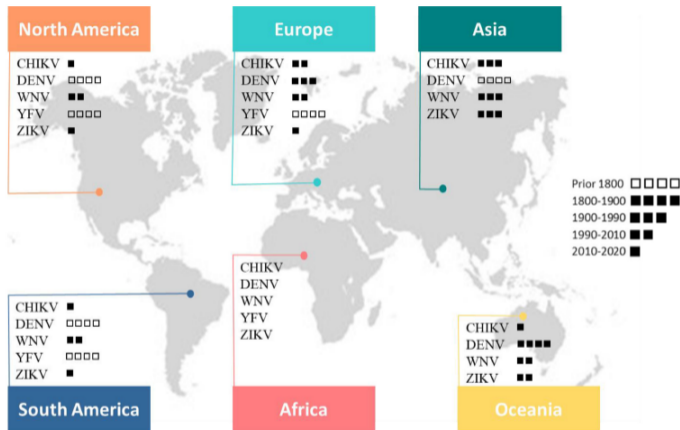 North America
CHIKV ■
DENV □□□□
WNV ■■
YFV □□□□
ZIKV ■
Europe
CHIKV ■■
DENV ■■■
WNV ■■
YFV □□□□
ZIKV ■
Asia
CHIKV ■■■
DENV □□□□
WNV ■■■
ZIKV ■■■
Prior 1800 □□□□
1800-1900 ■■■■
1900-1990 ■■■
1990-2010 ■■
2010-2020 ■
CHIKV ■
DENV □□□□
WNV ■■
YFV □□□□
ZIKV ■
South America
CHIKV
DENV
WNV
YFV
ZIKV
Africa
CHIKV ■
DENV ■■■■
WNV ■■
ZIKV ■■
Oceania